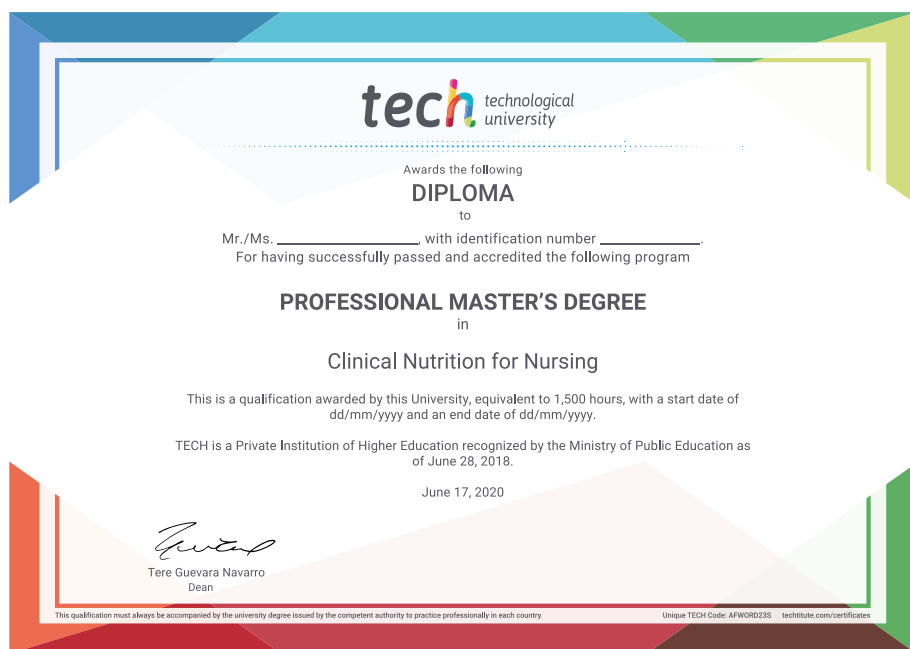 tech technological
university
Awards the following
DIPLOMA
to
Mr./Ms. ____________________, with identification number ______________.
For having successfully passed and accredited the following program
PROFESSIONAL MASTER'S DEGREE
in
Clinical Nutrition for Nursing
This is a qualification awarded by this University, equivalent to 1,500 hours, with a start date of
dd/mm/yyyy and an end date of dd/mm/yyyy.
TECH is a Private Institution of Higher Education recognized by the Ministry of Public Education as
of June 28, 2018.
June 17, 2020
Tere Guevara Navarro
Dean
This qualification must always be accompanied by the university degree issued by the competent authority to practice professionally in each country.
Unique TECH Code: AFWORD23S techtitute.com/certificates